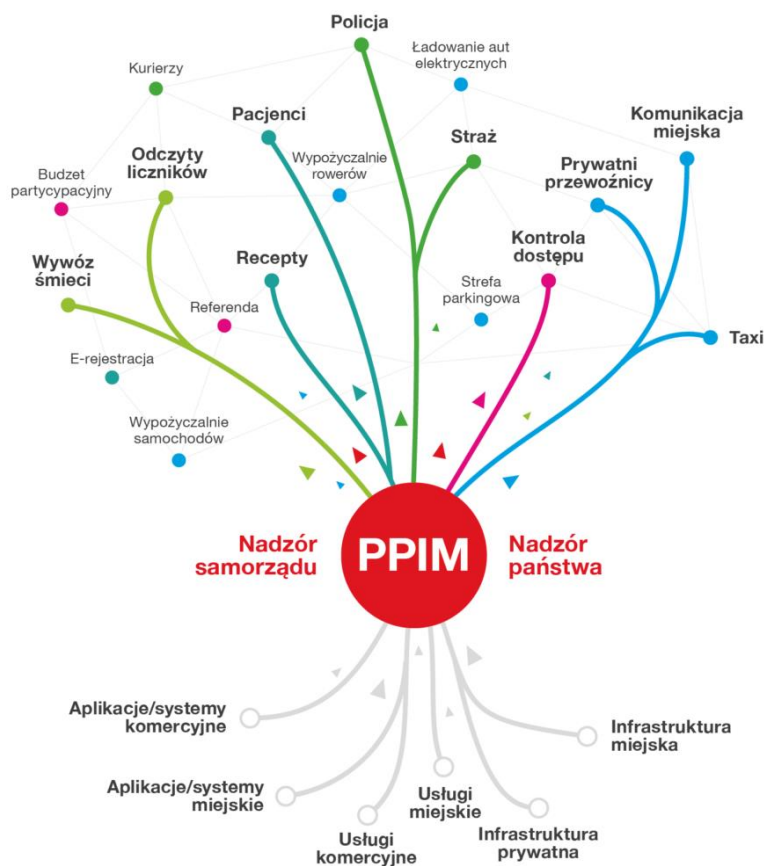 Policja
Ładowanie aut
elektrycznych
Kurierzy
Pacjenci
Komunikacja
miejska
Straż
Odczyty
liczników
Wypożyczalnie
rowerów
Prywatni
przewoźnicy
Budzet
partycypacyjny
Wywóz
śmieci
Recepty
Kontrola
dostępu
Strefa
parkingowa
Referenda
Taxi
E-rejestracja
Wypożyczalnie
samochodów
Nadzór
samorządu
PPIM
Nadzór
państwa
Aplikacje/systemy
komercyjne
Infrastruktura
miejska
Aplikacje/systemy
miejskie
Usługi
miejskie
Usługi
komercyjne
Infrastruktura
prywatna